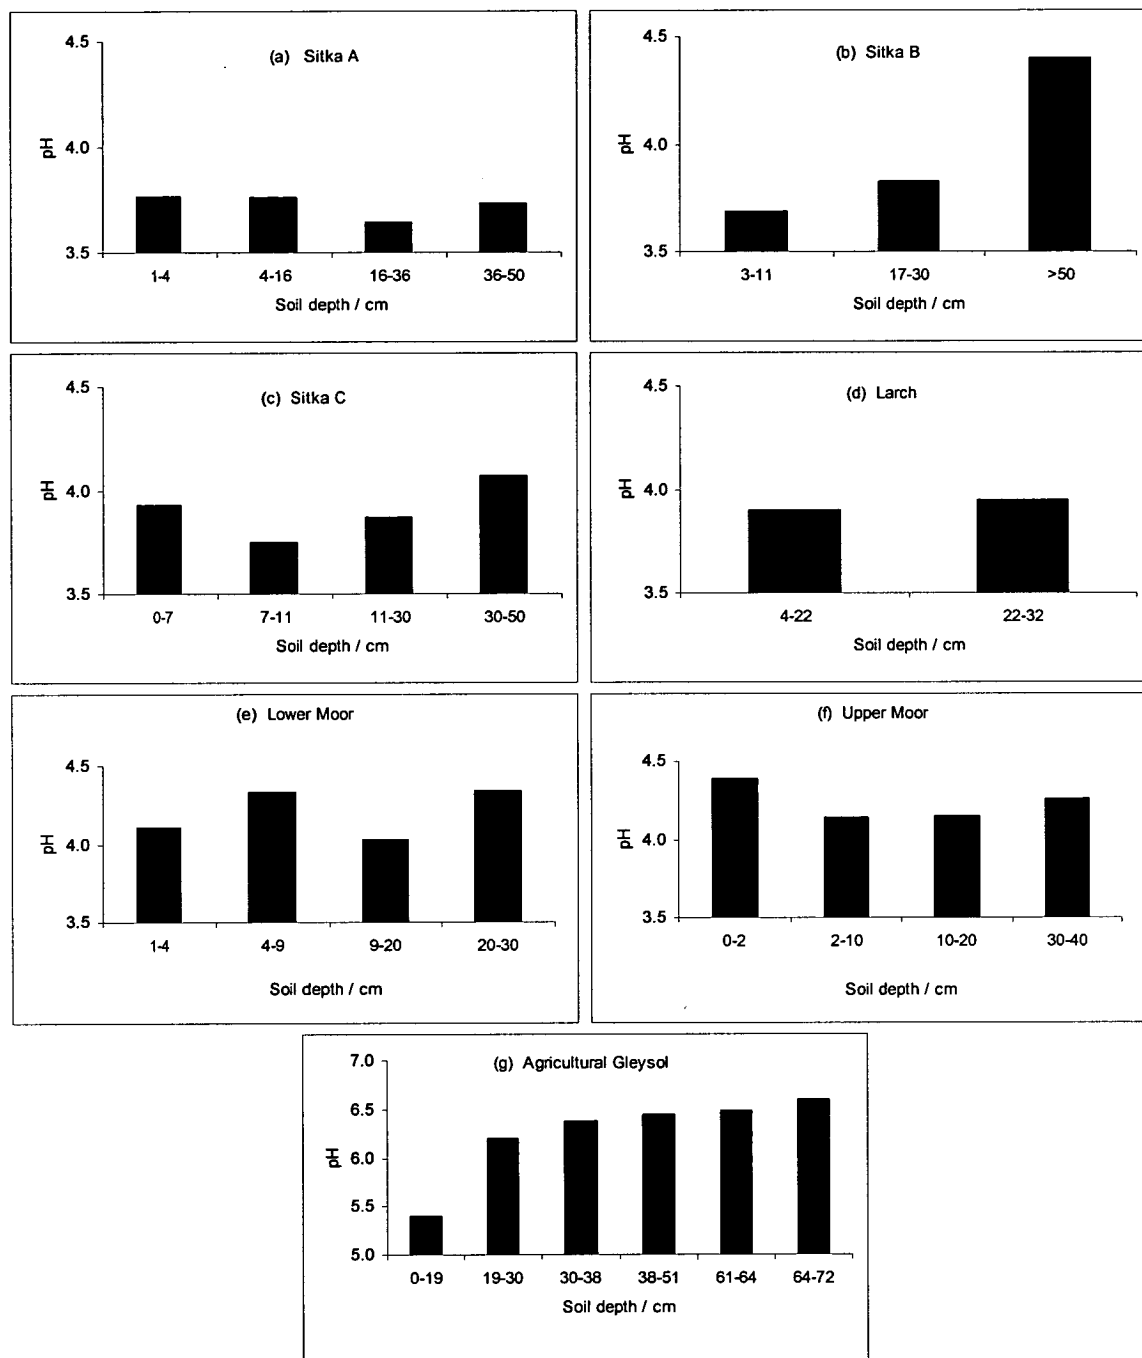 (a) Sitka A
4.5
4.0
3.5
pH
1-4 4-16 16-36 36-50
Soil depth / cm
(b) Sitka B
4.5
4.0
3.5
pH
3-11 17-30 >50
Soil depth / cm
(c) Sitka C
4.5
4.0
3.5
pH
0-7 7-11 11-30 30-50
Soil depth / cm
(d) Larch
4.5
4.0
3.5
pH
4-22 22-32
Soil depth / cm
(e) Lower Moor
4.5
4.0
3.5
pH
1-4 4-9 9-20 20-30
Soil depth / cm
(f) Upper Moor
4.5
4.0
3.5
pH
0-2 2-10 10-20 30-40
Soil depth / cm
(g) Agricultural Gleysol
7.0
6.5
6.0
5.5
5.0
pH
0-19 19-30 30-38 38-51 61-64 64-72
Soil depth / cm